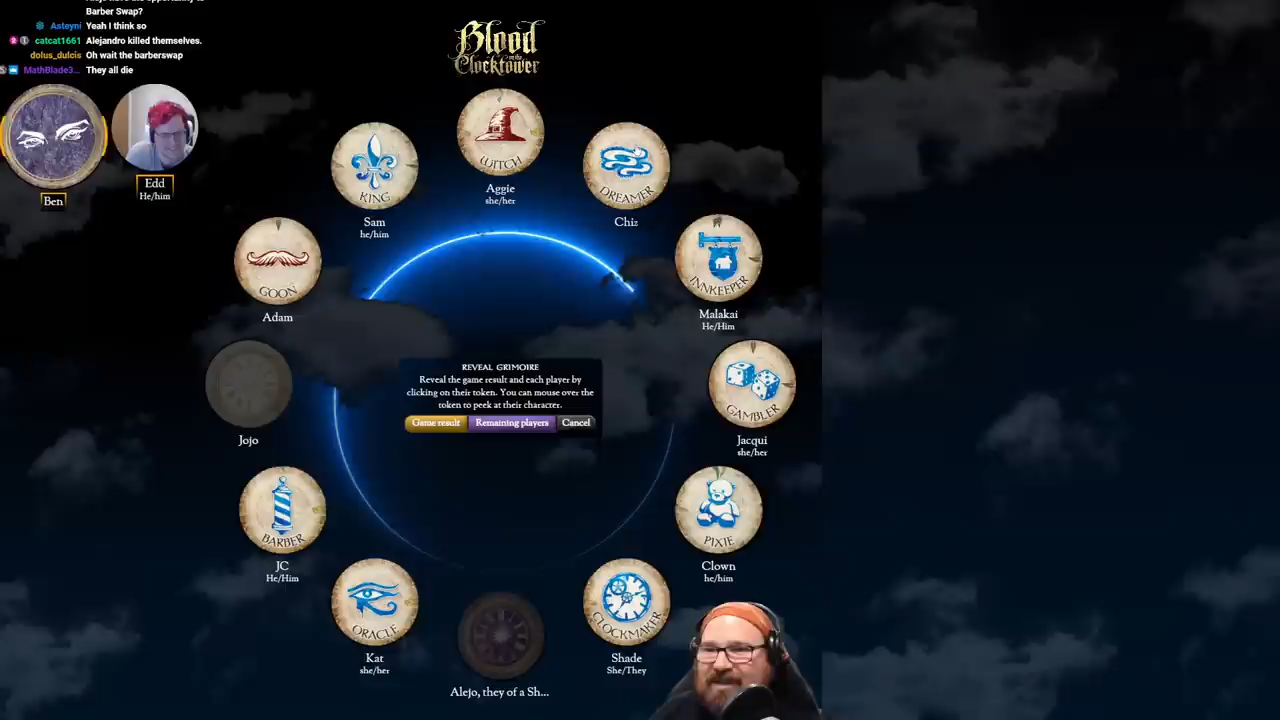 Barber Swap?
Asteyni Yeah I think so
catcat1661 Alejandro killed themselves.
dolus_dulcis Oh wait the barberswap
MathBlade3... They all die
Ben
Edd
He/him
Blood
on the
Clocktower
WITCH
Aggie
she/her
KING
Sam
he/him
DREAMER
Chiz
GOON
Adam
INNKEEPER
Malakai
He/Him
Jojo
GAMBLER
Jacqui
she/her
REVEAL GRIMOIRE
Reveal the game result and each player by
clicking on their token. You can mouse over the
token to peek at their character.
Game result Remaining players Cancel
BARBER
JC
He/Him
PIXIE
Clown
he/him
ORACLE
Kat
she/her
Alejo, they of a Sh...
CLOCKMAKER
Shade
She/They